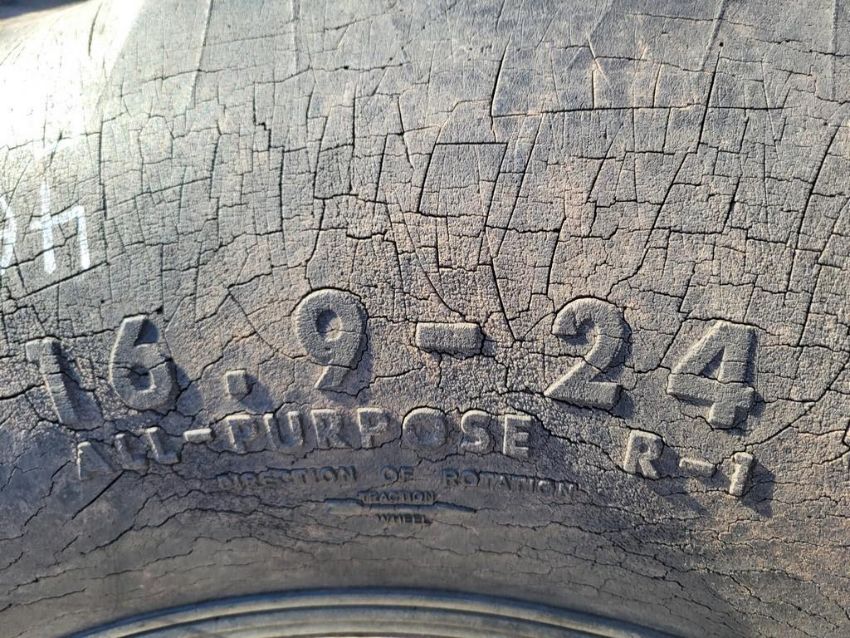 16.9-24
ALL-PURPOSE R-1
DIRECTION OF ROTATION
TRACTION
WHEEL